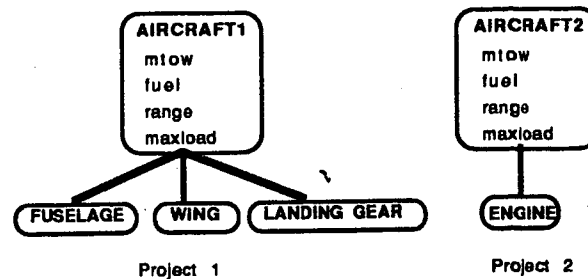 AIRCRAFT1
mtow
fuel
range
maxload
FUSELAGE
WING
LANDING GEAR
Project 1
AIRCRAFT2
mtow
fuel
range
maxload
ENGINE
Project 2